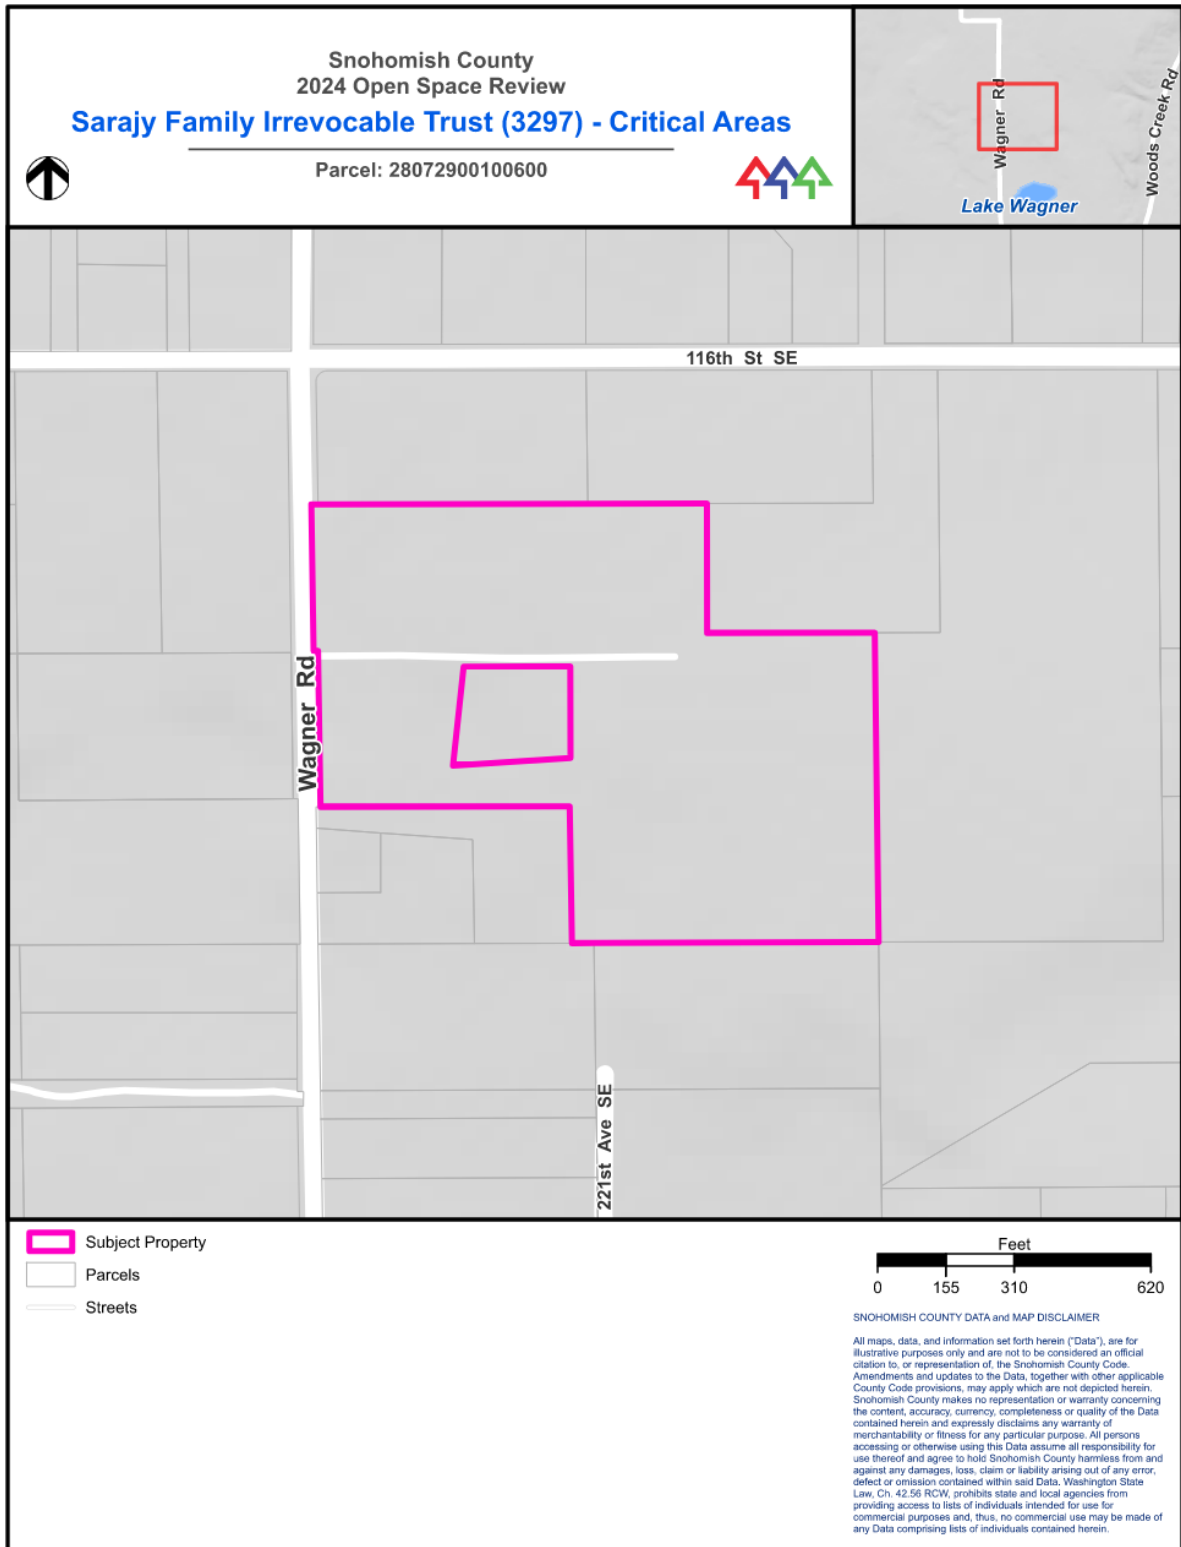 Snohomish County
2024 Open Space Review
Sarajy Family Irrevocable Trust (3297) - Critical Areas
Parcel: 28072900100600
Wagner Rd
Woods Creek Rd
Lake Wagner
116th St SE
Wagner Rd
221st Ave SE
Subject Property
Parcels
Streets
Feet
0 155 310 620
SNOHOMISH COUNTY DATA and MAP DISCLAIMER
All maps, data, and information set forth herein ("Data"), are for
illustrative purposes only and are not to be considered an official
citation to, or representation of, the Snohomish County Code.
Amendments and updates to the Data, together with other applicable
County Code provisions, may apply which are not depicted herein.
Snohomish County makes no representation or warranty concerning
the content, accuracy, currency, completeness or quality of the Data
contained herein and expressly disclaims any warranty of
merchantability or fitness for any particular purpose. All persons
accessing or otherwise using this Data assume all responsibility for
use thereof and agree to hold Snohomish County harmless from and
against any damages, loss, claim or liability arising out of any error,
defect or omission contained within said Data. Washington State
Law, Ch. 42.56 RCW, prohibits state and local agencies from
providing access to lists of individuals intended for use for
commercial purposes and, thus, no commercial use may be made of
any Data comprising lists of individuals contained herein.